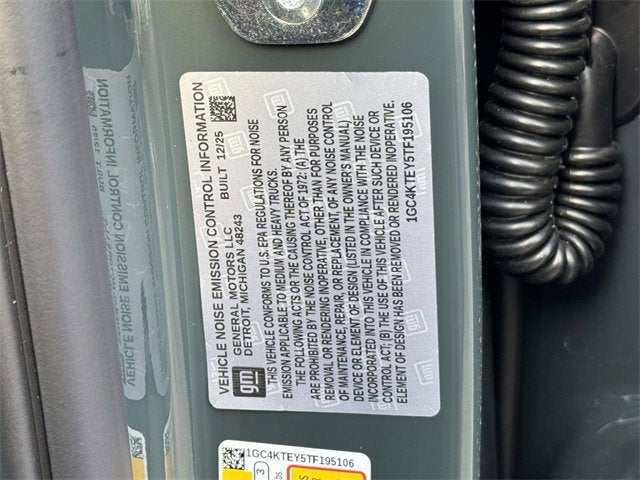 VEHICLE NOISE EMISSION CONTROL INFORMATION
gm
GENERAL MOTORS LLC BUILT 12/25
DETROIT, MICHIGAN 48243
THIS VEHICLE CONFORMS TO U.S. EPA REGULATIONS FOR NOISE
EMISSION APPLICABLE TO MEDIUM AND HEAVY TRUCKS.
THE FOLLOWING ACTS OR THE CAUSING THEREOF BY ANY PERSON
ARE PROHIBITED BY THE NOISE CONTROL ACT OF 1972: (A) THE
REMOVAL OR RENDERING INOPERATIVE, OTHER THAN FOR PURPOSES
OF MAINTENANCE, REPAIR, OR REPLACEMENT, OF ANY NOISE CONTROL
DEVICE OR ELEMENT OF DESIGN (LISTED IN THE OWNER'S MANUAL)
INCORPORATED INTO THIS VEHICLE IN COMPLIANCE WITH THE NOISE
CONTROL ACT; (B) THE USE OF THIS VEHICLE AFTER SUCH DEVICE OR
ELEMENT OF DESIGN HAS BEEN REMOVED OR RENDERED INOPERATIVE.
1GC4KTEY5TF195106
1GC4KTEY5TF195106
3